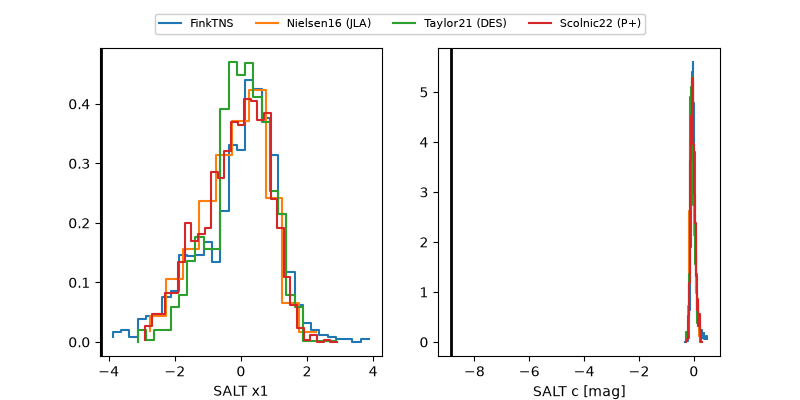 FinkTNS Nielsen16 (JLA) Taylor21 (DES) Scolnic22 (P+)
0.4
0.3
0.2
0.1
0.0
−4 −2 0 2 4
SALT x1
5
4
3
2
1
0
−8 −6 −4 −2 0
SALT c [mag]